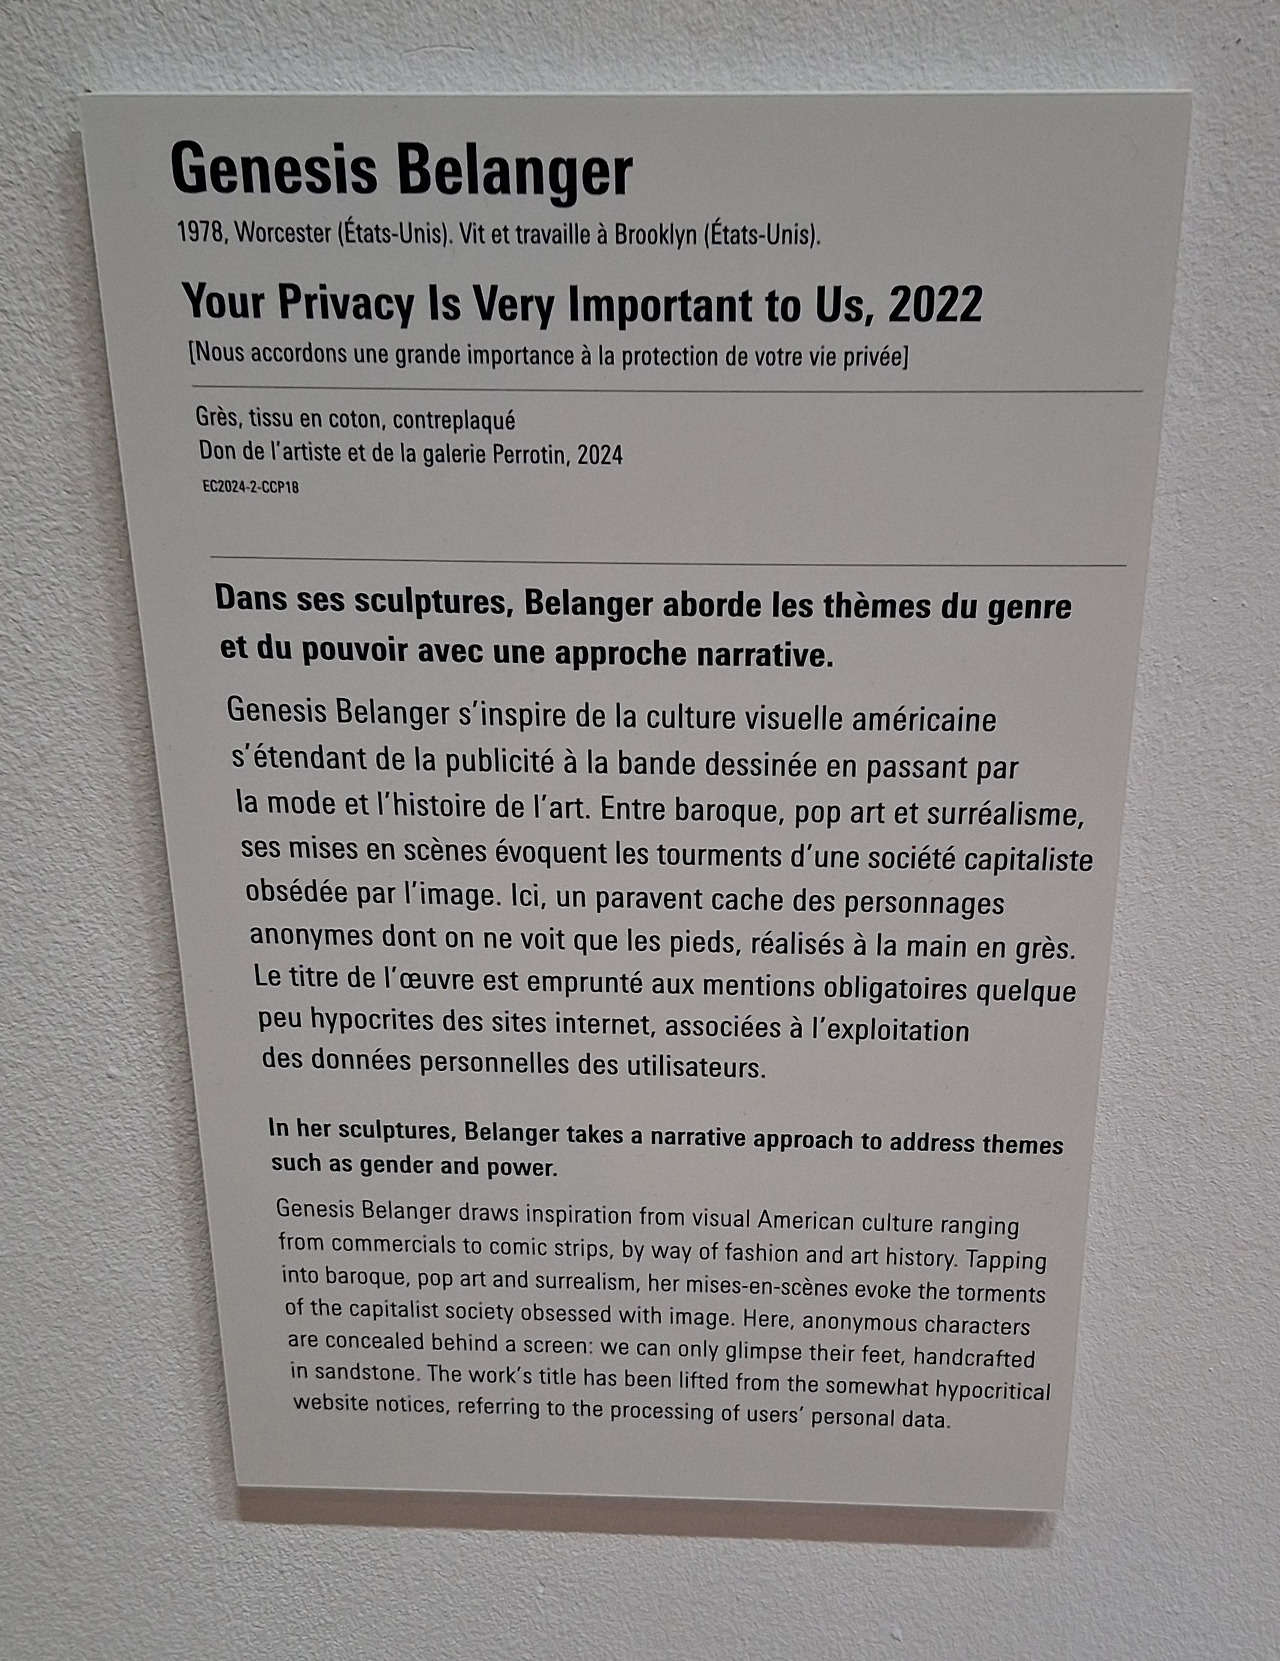 Genesis Belanger
1978, Worcester (États-Unis). Vit et travaille à Brooklyn (États-Unis).
Your Privacy Is Very Important to Us, 2022
[Nous accordons une grande importance à la protection de votre vie privée]
Grès, tissu en coton, contreplaqué
Don de l'artiste et de la galerie Perrotin, 2024
EC2024-2-CCP18
Dans ses sculptures, Belanger aborde les thèmes du genre
et du pouvoir avec une approche narrative.
Genesis Belanger s'inspire de la culture visuelle américaine
s'étendant de la publicité à la bande dessinée en passant par
la mode et l'histoire de l'art. Entre baroque, pop art et surréalisme,
ses mises en scènes évoquent les tourments d'une société capitaliste
obsédée par l'image. Ici, un paravent cache des personnages
anonymes dont on ne voit que les pieds, réalisés à la main en grès.
Le titre de l'œuvre est emprunté aux mentions obligatoires quelque
peu hypocrites des sites internet, associées à l'exploitation
des données personnelles des utilisateurs.
In her sculptures, Belanger takes a narrative approach to address themes
such as gender and power.
Genesis Belanger draws inspiration from visual American culture ranging
from commercials to comic strips, by way of fashion and art history. Tapping
into baroque, pop art and surrealism, her mises-en-scènes evoke the torments
of the capitalist society obsessed with image. Here, anonymous characters
are concealed behind a screen: we can only glimpse their feet, handcrafted
in sandstone. The work's title has been lifted from the somewhat hypocritical
website notices, referring to the processing of users' personal data.